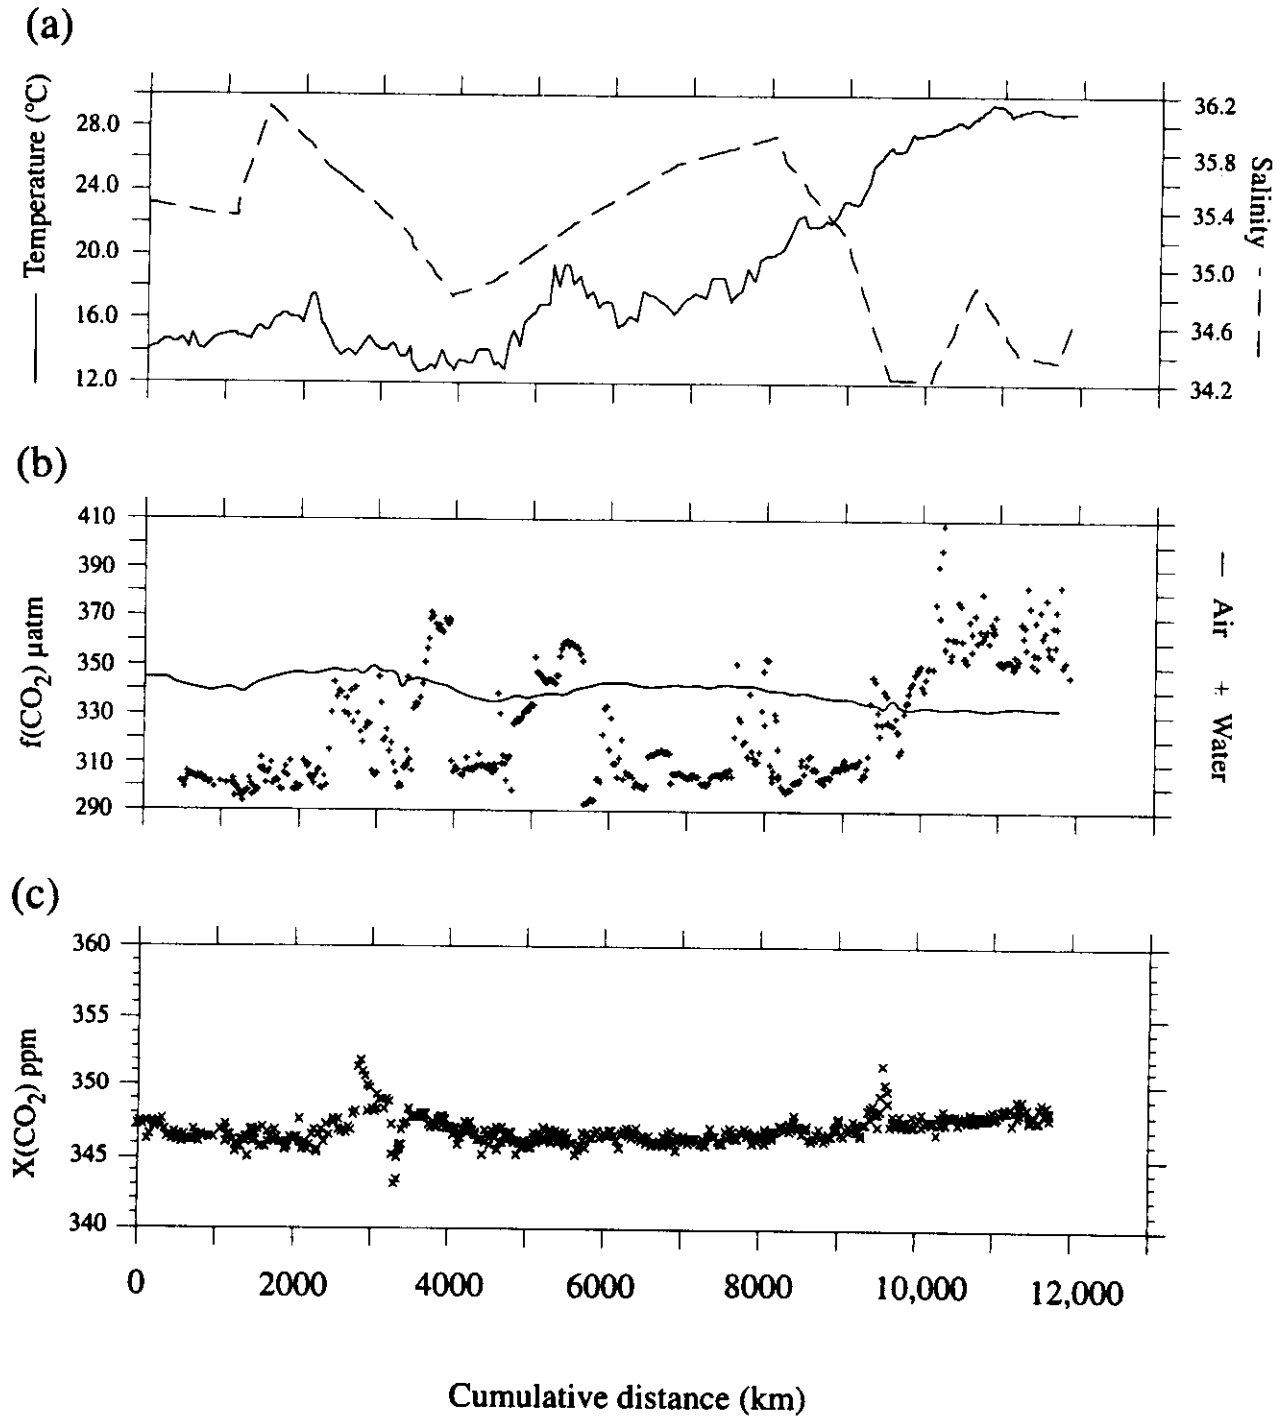 (a)
Temperature (°C)
28.0
24.0
20.0
16.0
12.0
36.2
35.8
35.4
35.0
34.6
34.2
Salinity
(b)
f(CO₂) μatm
410
390
370
350
330
310
290
— Air + Water
(c)
X(CO₂) ppm
360
355
350
345
340
0 2000 4000 6000 8000 10,000 12,000
Cumulative distance (km)